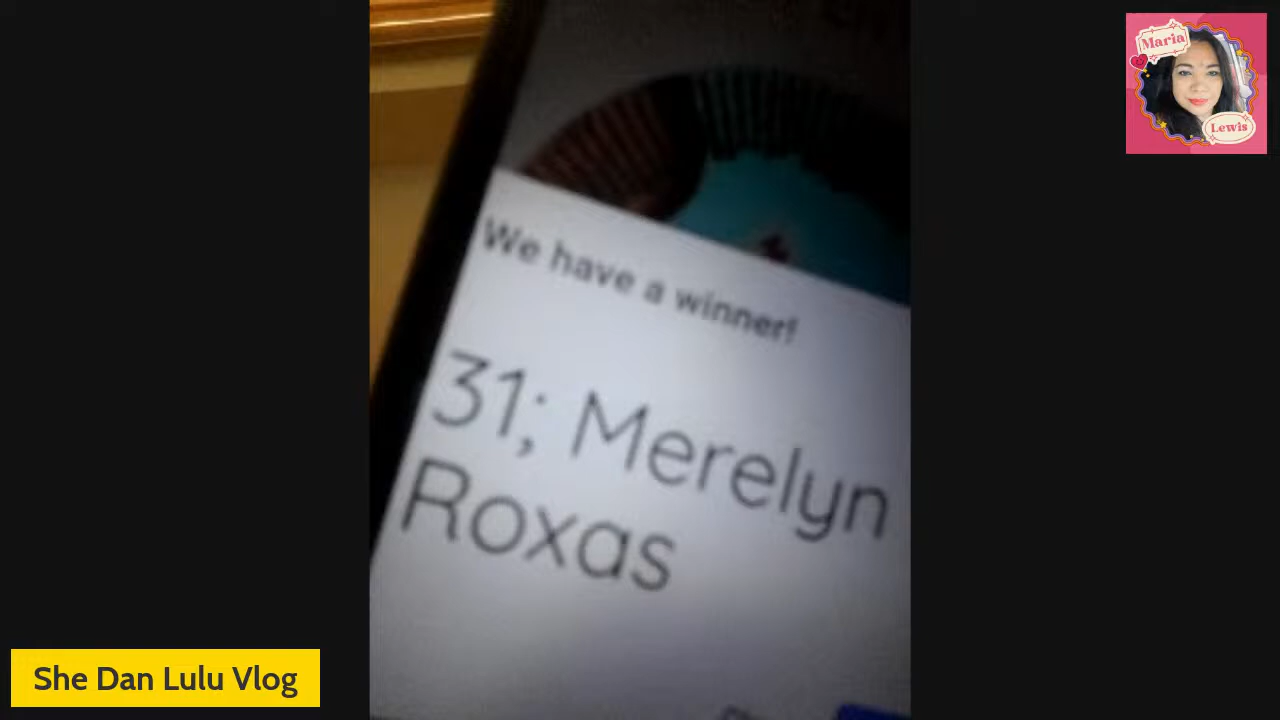 Maria
Lewis
We have a winner!
31; Merelyn
Roxas
She Dan Lulu Vlog